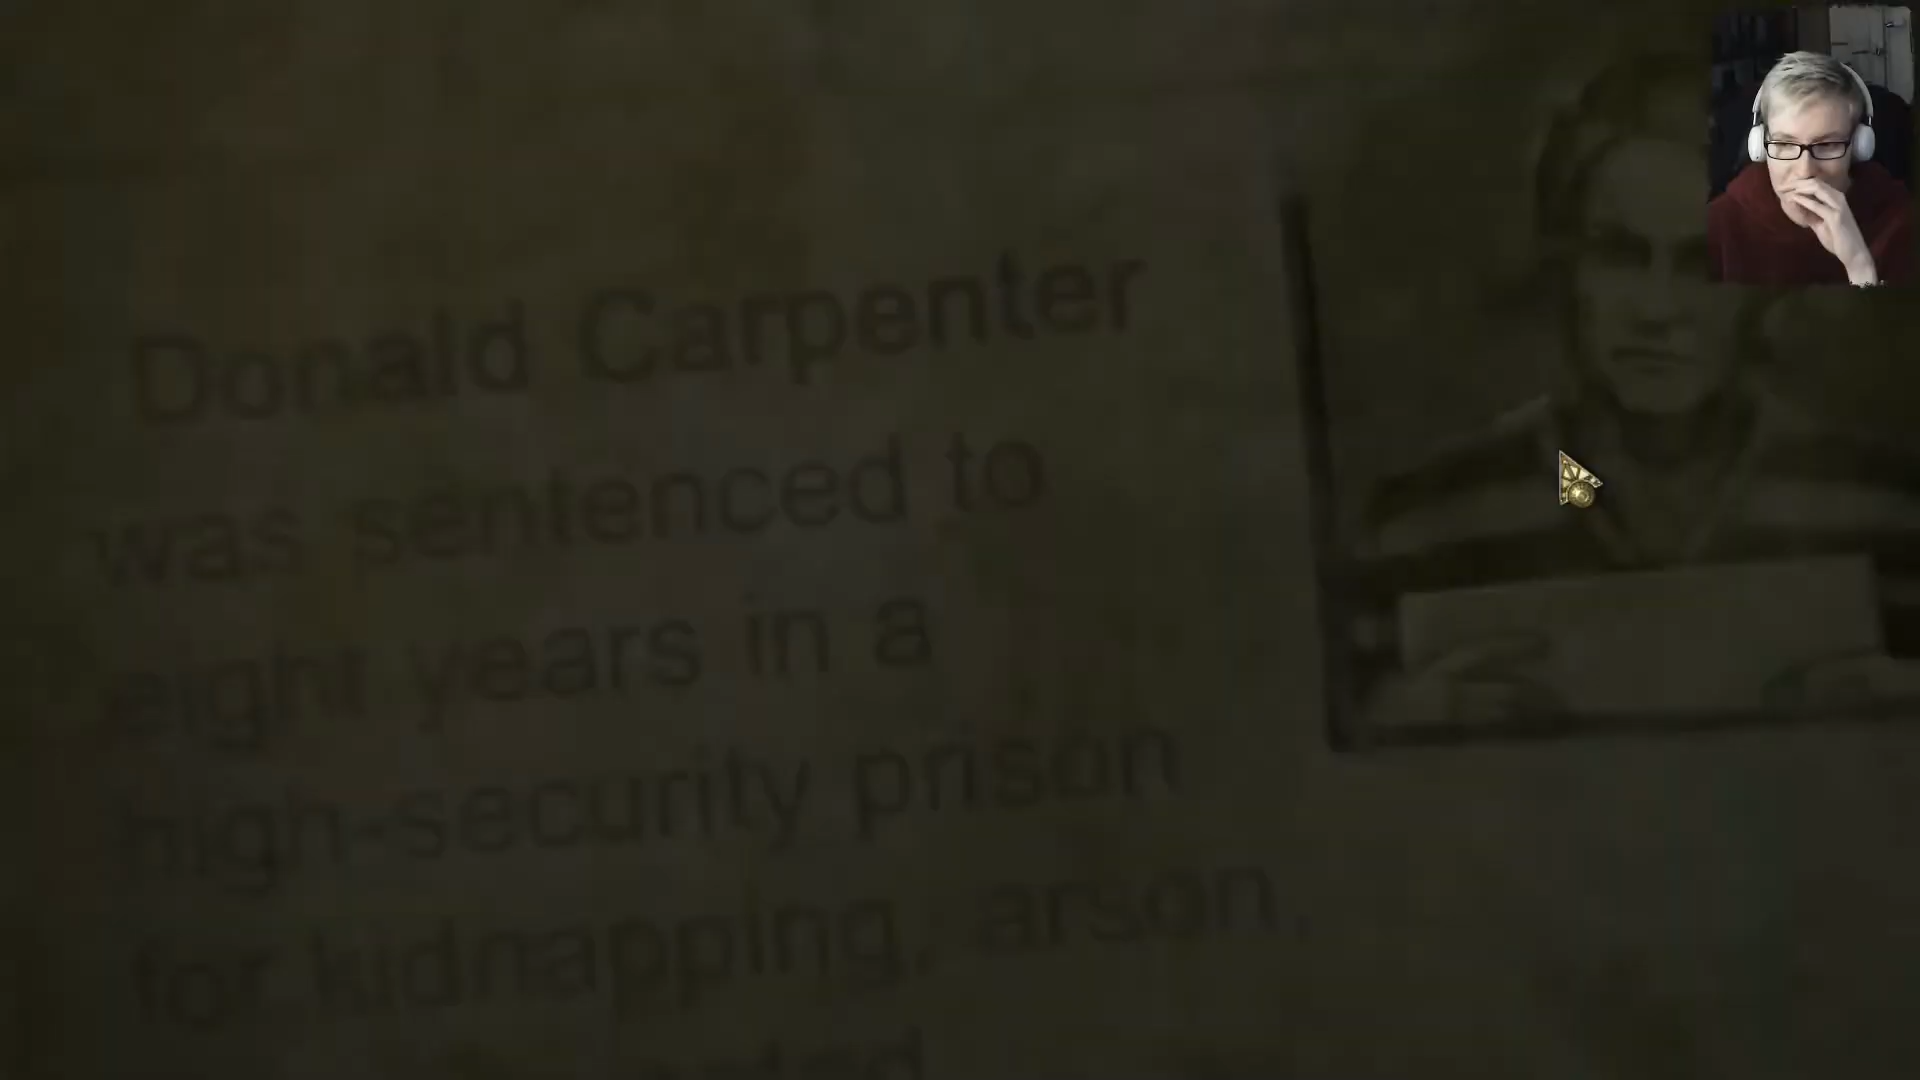 Donald Carpenter
was sentenced to
eight years in a
high-security prison
for kidnapping, arson,